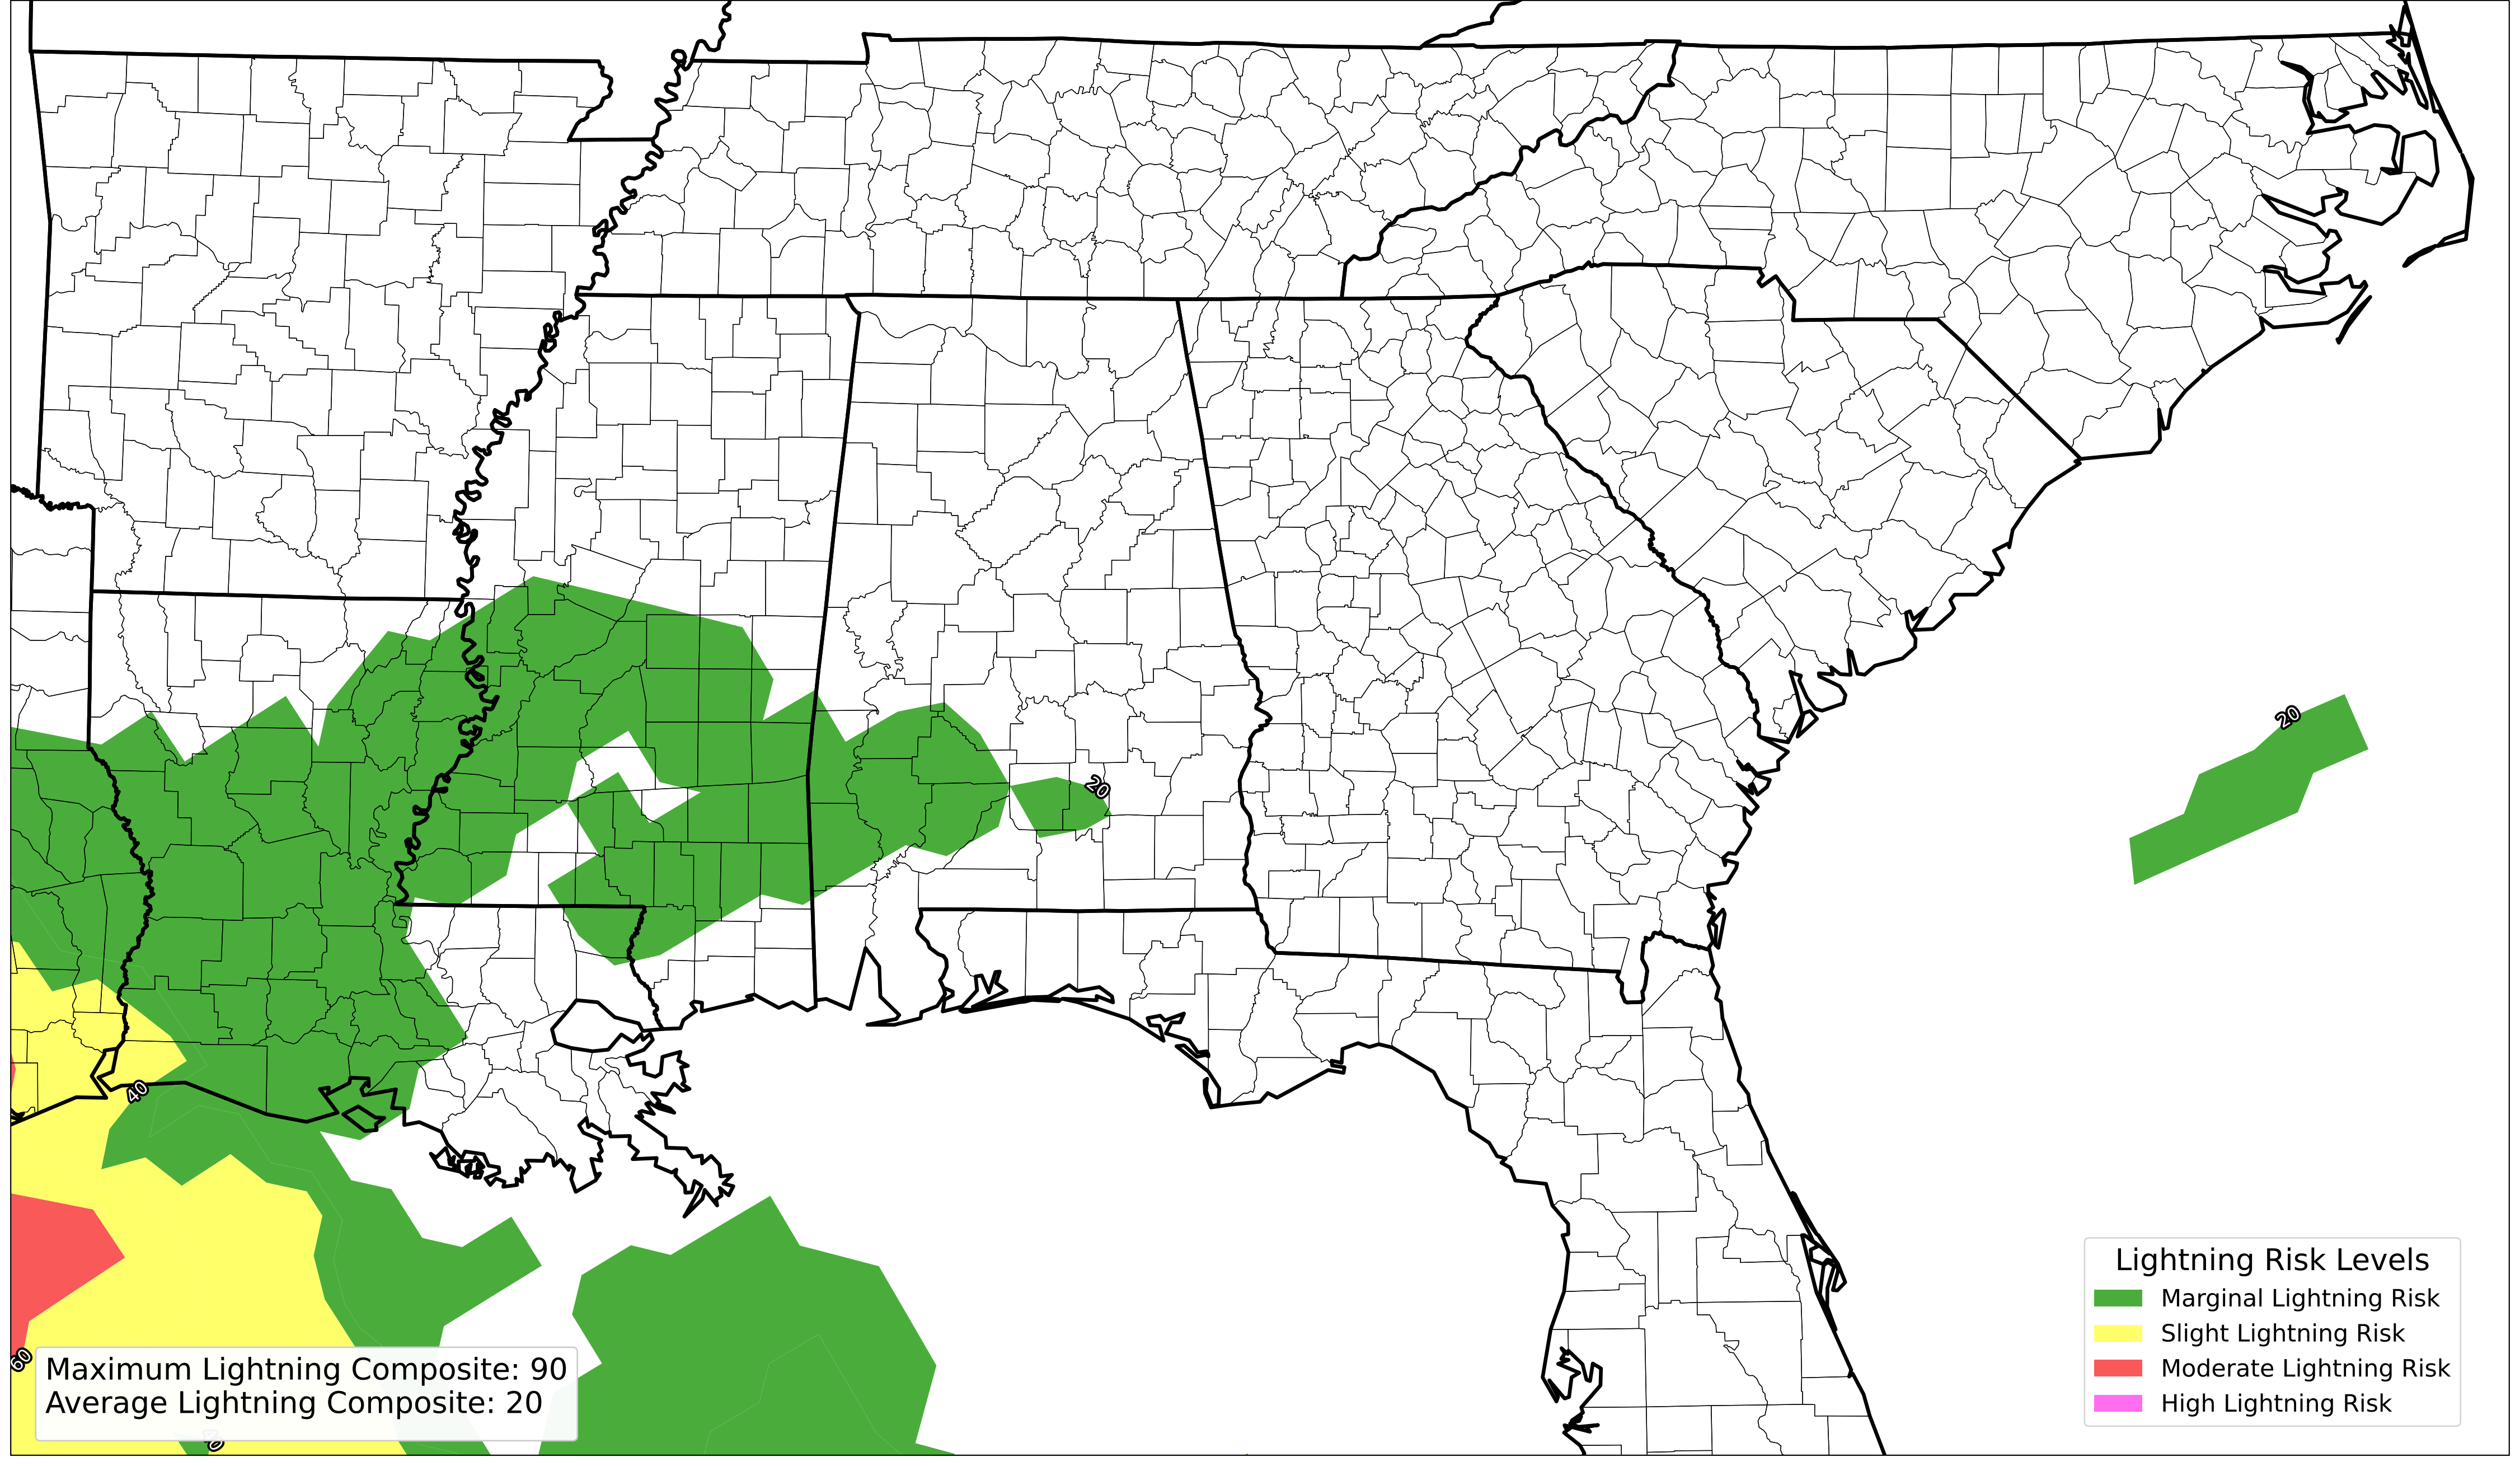 20
20
40
60
Maximum Lightning Composite: 90
Average Lightning Composite: 20
Lightning Risk Levels
Marginal Lightning Risk
Slight Lightning Risk
Moderate Lightning Risk
High Lightning Risk